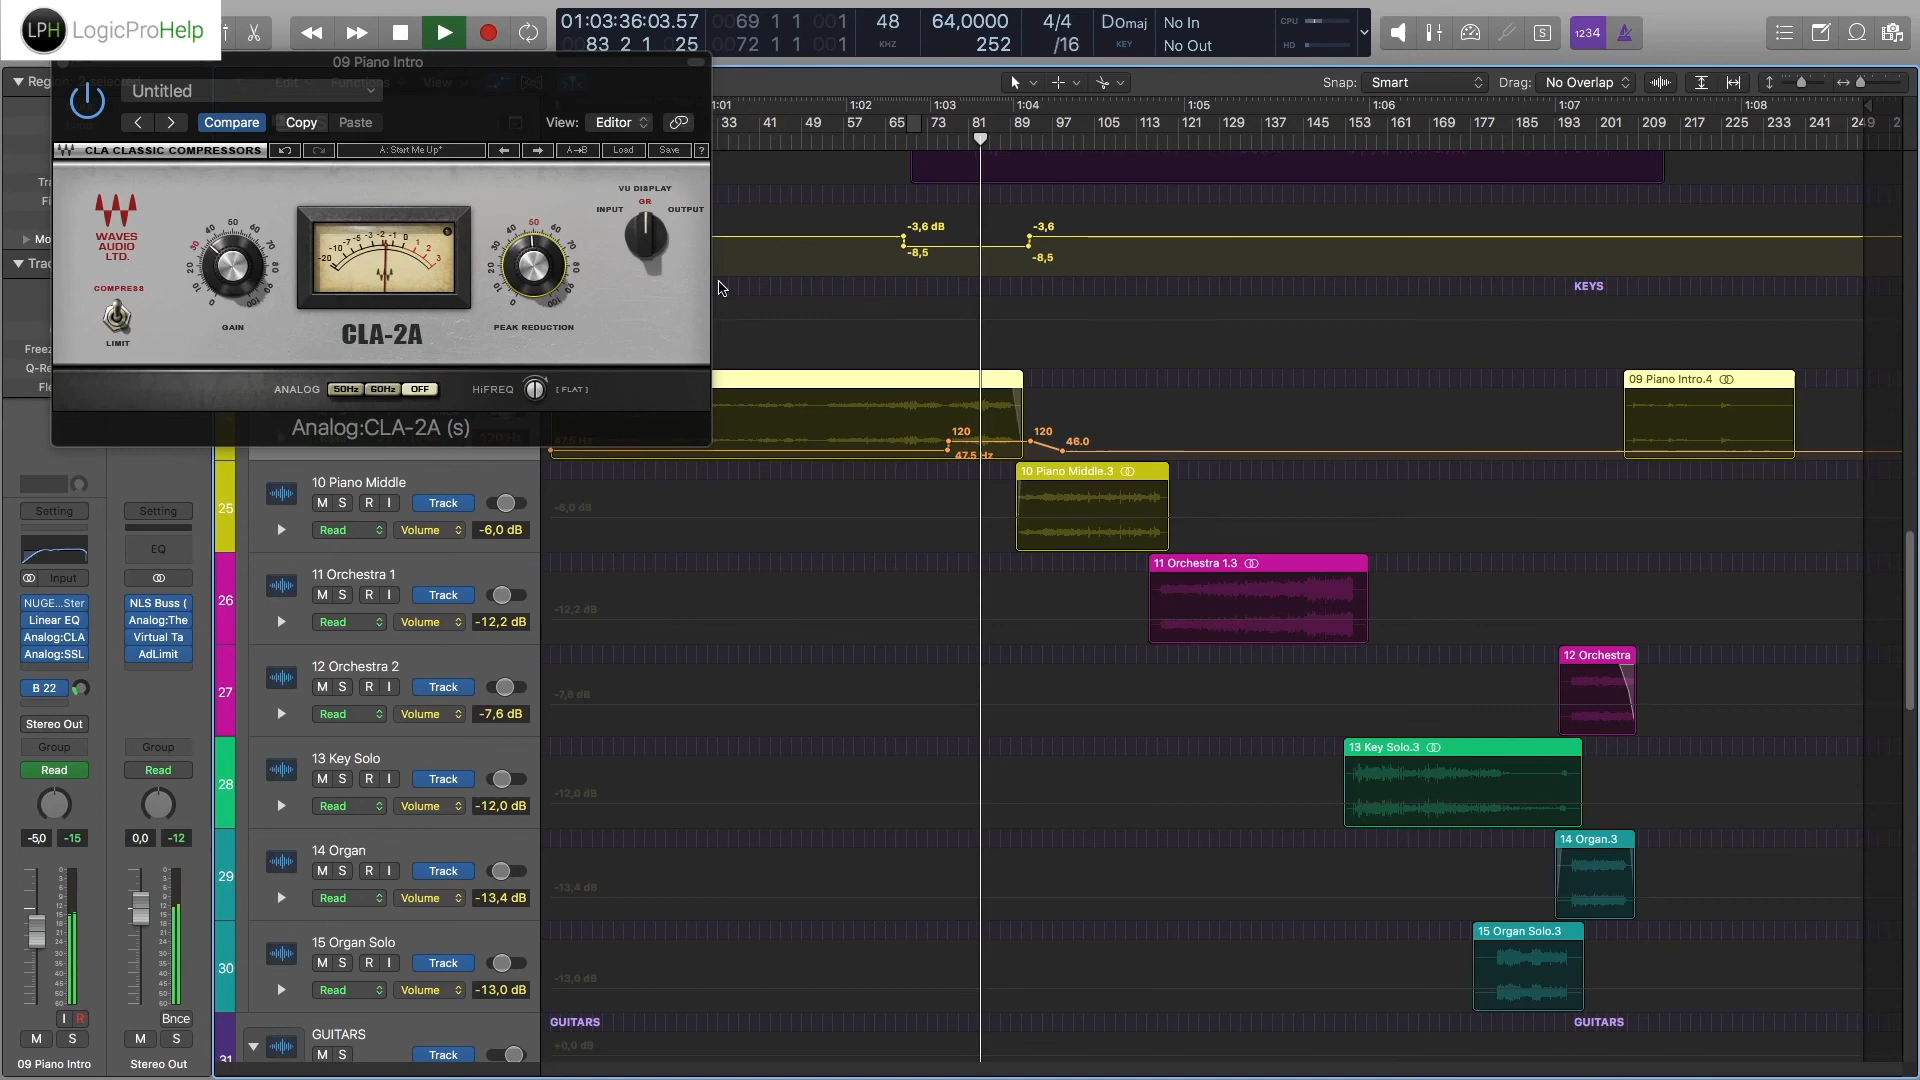 LPH LogicProHelp
01:03:36:03.57
0083 2 1 025
0069 1 1 001
0072 1 1 001
48
KHZ
64,0000
252
4/4
/16
Domaj
KEY
No In
No Out
CPU
HD
S
1234
09 Piano Intro
Untitled
Compare Copy Paste
View: Editor
CLA CLASSIC COMPRESSORS
A: Start Me Up*
A→B Load Save ?
WAVES
AUDIO
LTD.
COMPRESS
LIMIT
GAIN
CLA-2A
PEAK REDUCTION
VU DISPLAY
GR
INPUT OUTPUT
ANALOG 50Hz 60Hz OFF
HiFREQ [ FLAT ]
Analog:CLA-2A (s)
Snap: Smart
Drag: No Overlap
1:01 1:02 1:03 1:04 1:05 1:06 1:07 1:08
33 41 49 57 65 73 81 89 97 105 113 121 129 137 145 153 161 169 177 185 193 201 209 217 225 233 241 249
-3,6 dB
-8,5
-3,6
-8,5
KEYS
120
47.5 Hz
120
46.0
09 Piano Intro.4
10 Piano Middle.3
11 Orchestra 1.3
12 Orchestra
13 Key Solo.3
14 Organ.3
15 Organ Solo.3
25
10 Piano Middle
M S R I Track
Read Volume -6,0 dB
-6,0 dB
26
11 Orchestra 1
M S R I Track
Read Volume -12,2 dB
-12,2 dB
27
12 Orchestra 2
M S R I Track
Read Volume -7,6 dB
-7,6 dB
28
13 Key Solo
M S R I Track
Read Volume -12,0 dB
-12,0 dB
29
14 Organ
M S R I Track
Read Volume -13,4 dB
-13,4 dB
30
15 Organ Solo
M S R I Track
Read Volume -13,0 dB
-13,0 dB
31
GUITARS
M S Track
GUITARS
GUITARS
+0,0 dB
Setting Setting
EQ
Input
NUGE...Ster NLS Buss (
Linear EQ Analog:The
Analog:CLA Virtual Ta
Analog:SSL AdLimit
B 22
Stereo Out
Group Group
Read Read
-5,0 -15 0,0 -12
I R Bnce
M S M S
09 Piano Intro Stereo Out